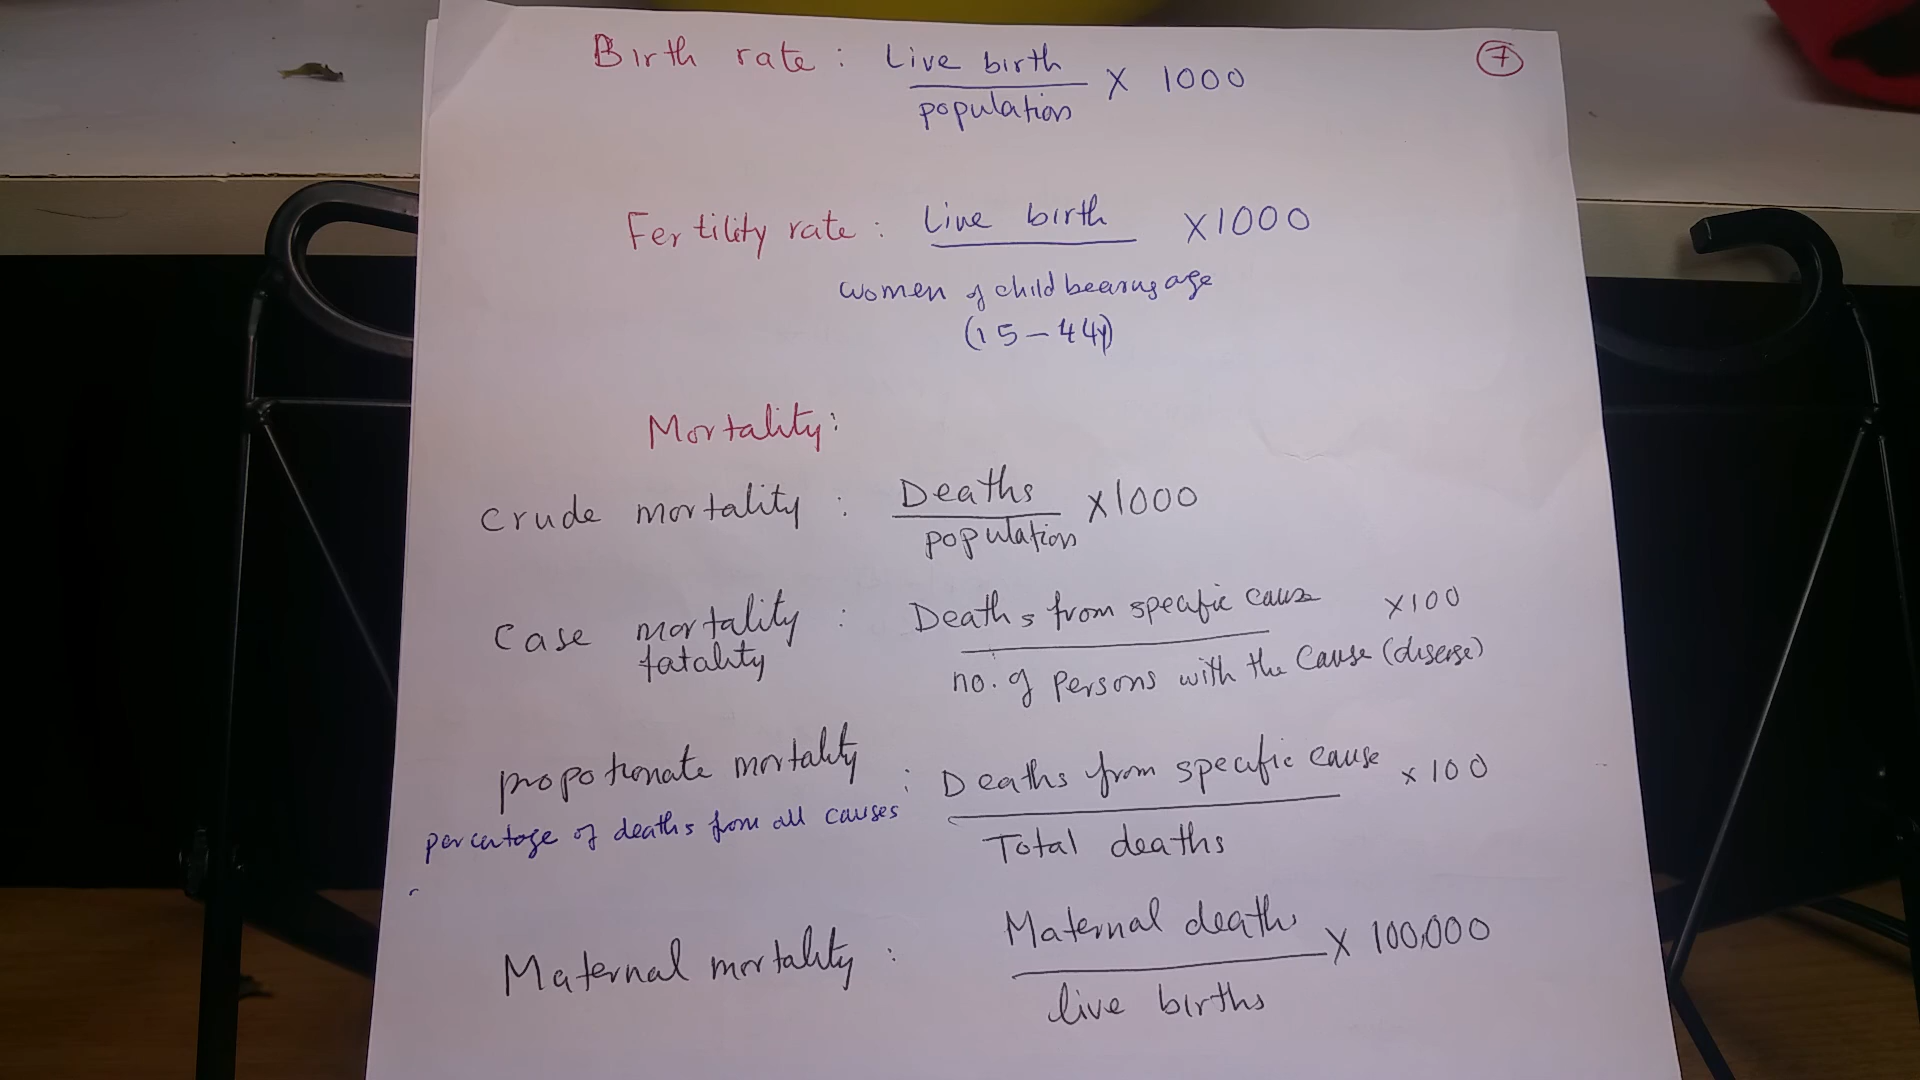 7
Birth rate : Live birth
population
X 1000
Fertility rate : Live birth X1000
women of child bearing age
(15-44y)
Mortality:
Crude mortality : Deaths
population
X1000
Case mortality : Deaths from specific cause X100
fatality
no. of persons with the Cause (disease)
propotionate mortality : Deaths from specific cause x 100
percentage of deaths from all causes
Total deaths
Maternal mortality : Maternal deaths X 100,000
live births